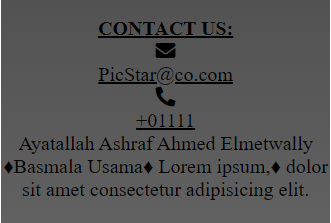 CONTACT US:
PicStar@co.com
+01111
Ayatallah Ashraf Ahmed Elmetwally
♦Basmala Usama♦ Lorem ipsum,♦ dolor
sit amet consectetur adipisicing elit.